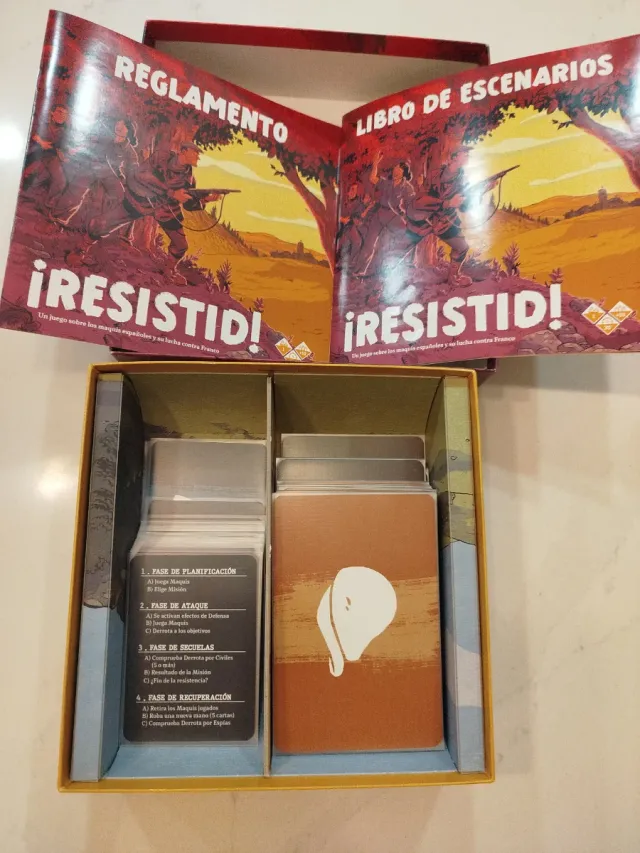 REGLAMENTO
¡RESISTID!
Un juego sobre los maquis españoles y su lucha contra Franco
LIBRO DE ESCENARIOS
¡RESISTID!
Un juego sobre los maquis españoles y su lucha contra Franco
1. FASE DE PLANIFICACIÓN
A) Juega Maquis
B) Elige Misión
2. FASE DE ATAQUE
A) Se activan efectos de Defensa
B) Juega Maquis
C) Derrota a los objetivos
3. FASE DE SECUELAS
A) Comprueba Derrota por Civiles
(5 o más)
B) Resultado de la Misión
C) ¿Fin de la resistencia?
4. FASE DE RECUPERACIÓN
A) Retira los Maquis jugados
B) Roba una nueva mano (5 cartas)
C) Comprueba Derrota por Espías